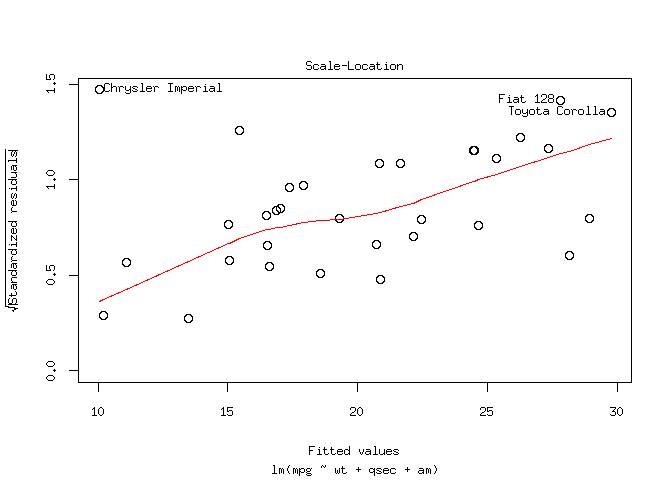 Scale-Location
1.5
Chrysler Imperial
Fiat 128
Toyota Corolla
1.0
0.5
0.0
√|Standardized residuals|
10 15 20 25 30
Fitted values
lm(mpg ~ wt + qsec + am)